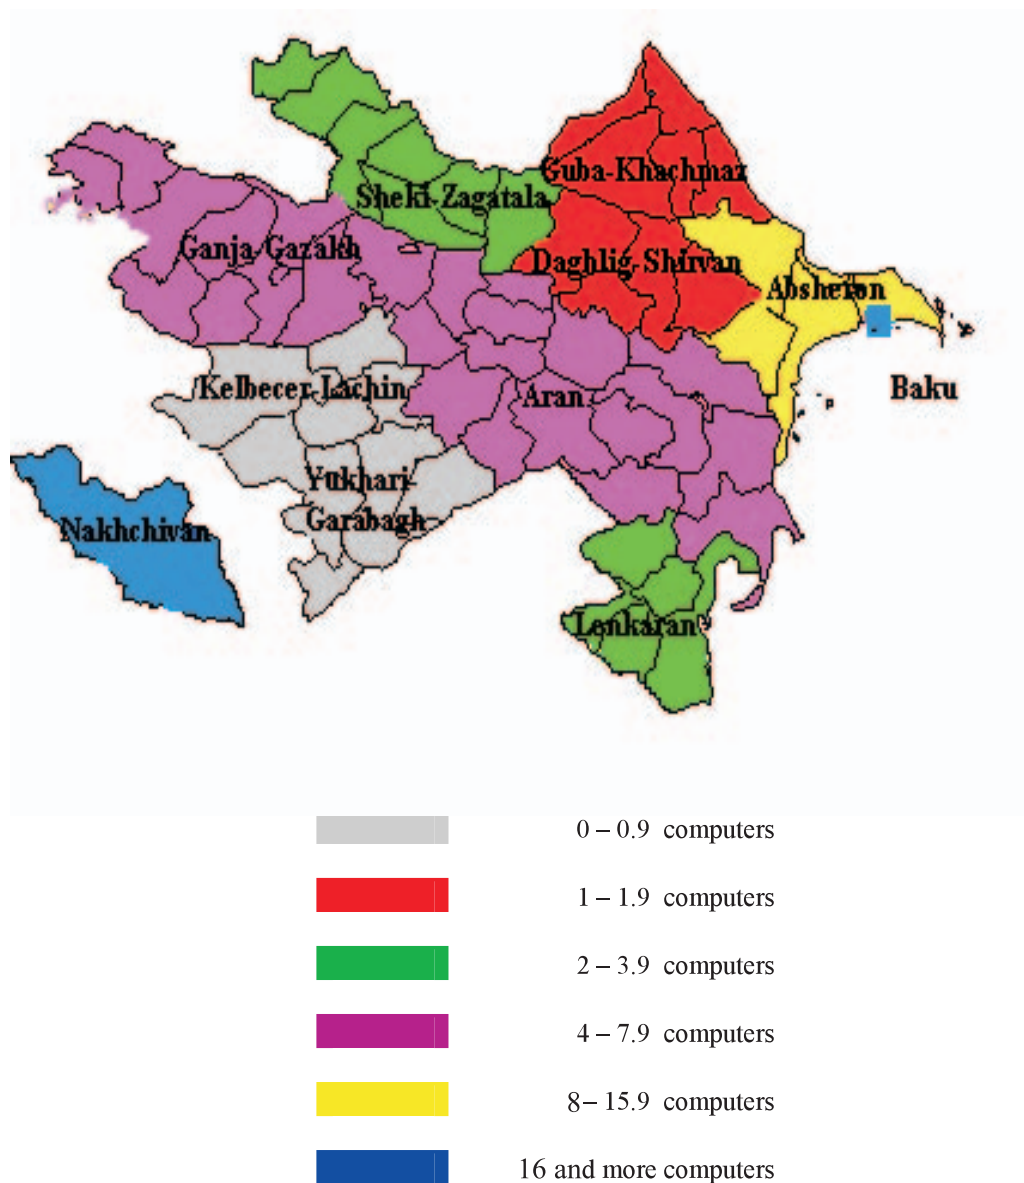 Guba-Khachmaz
Sheki-Zagatala
Ganja-Gazakh
Daghlig-Shirvan
Absheron
Kelbecer-Lachin
Aran
Baku
Yukhari-
Garabagh
Nakhchivan
Lenkaran
0 – 0.9 computers
1 – 1.9 computers
2 – 3.9 computers
4 – 7.9 computers
8– 15.9 computers
16 and more computers